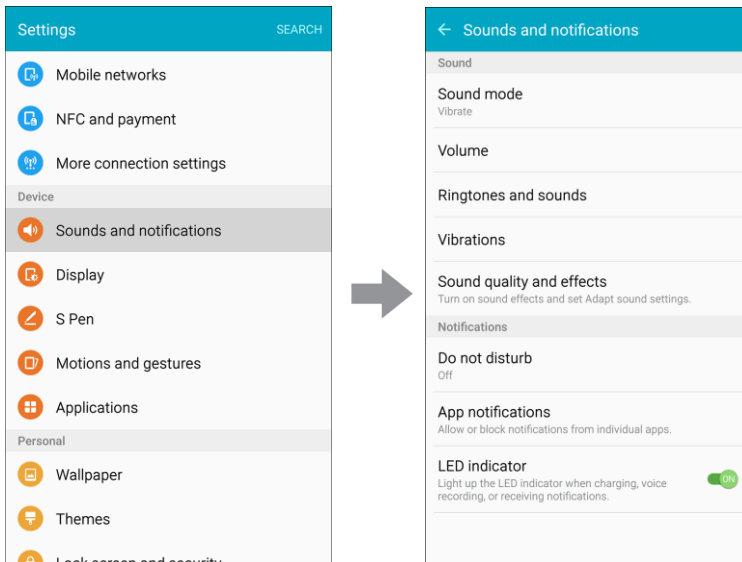 Settings
SEARCH
Mobile networks
NFC and payment
More connection settings
Device
Sounds and notifications
Display
S Pen
Motions and gestures
Applications
Personal
Wallpaper
Themes
Lock screen and security
Sounds and notifications
Sound
Sound mode
Vibrate
Volume
Ringtones and sounds
Vibrations
Sound quality and effects
Turn on sound effects and set Adapt sound settings.
Notifications
Do not disturb
Off
App notifications
Allow or block notifications from individual apps.
LED indicator
Light up the LED indicator when charging, voice
recording, or receiving notifications.
ON